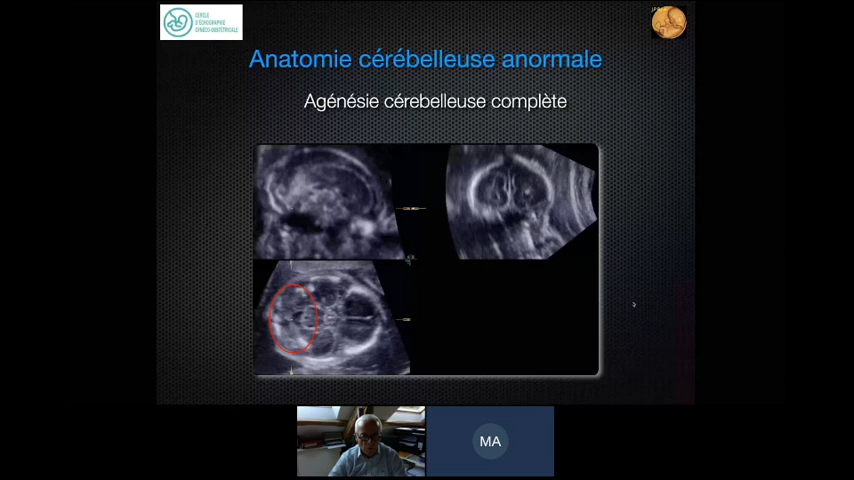 CERCLE
D'ÉCHOGRAPHIE
GYNÉCO-OBSTÉTRICALE
Anatomie cérébelleuse anormale
Agénésie cérebelleuse complète
MA